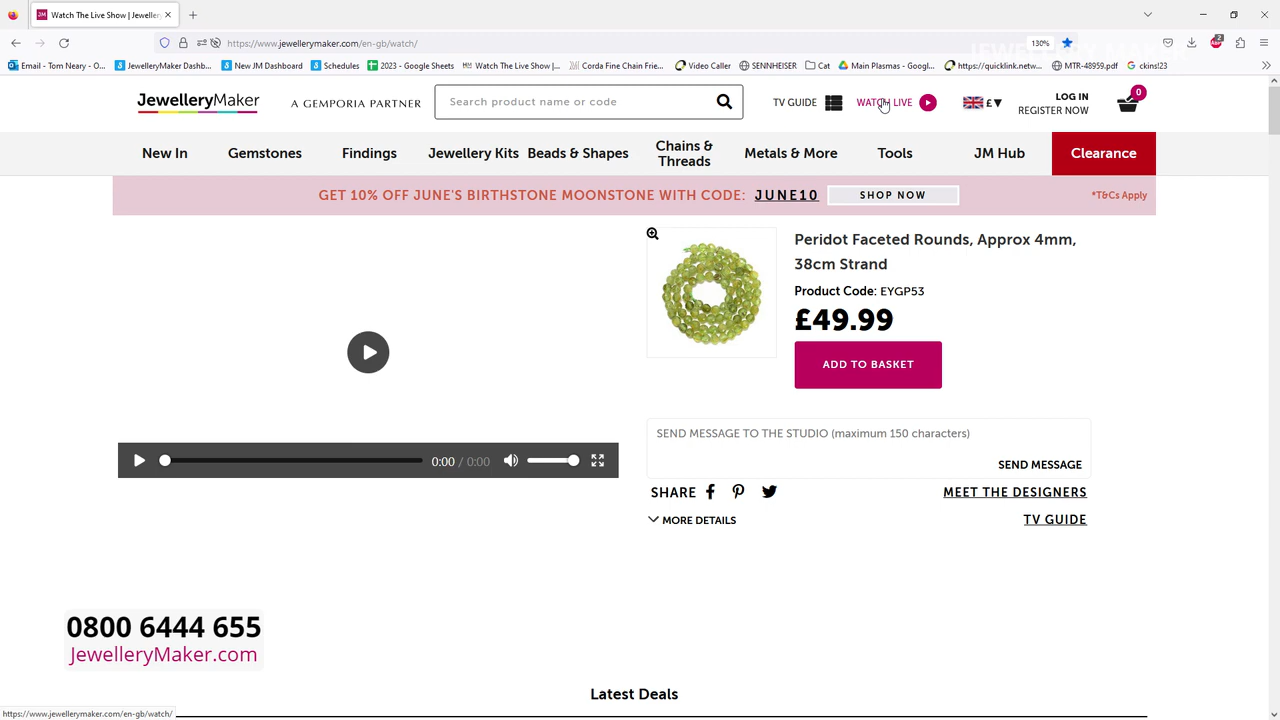 Watch The Live Show | Jewellery
https://www.jewellerymaker.com/en-gb/watch/
130%
2
JEWELLERY MAKER
Email - Tom Neary - O... JewelleryMaker Dashb... New JM Dashboard Schedules 2023 - Google Sheets Watch The Live Show |... Corda Fine Chain Frie... Video Caller SENNHEISER Cat Main Plasmas - Googl... https://quicklink.netw... MTR-48959.pdf ckins!23
JewelleryMaker
A GEMPORIA PARTNER
Search product name or code
TV GUIDE
WATCH LIVE
£▼
LOG IN
REGISTER NOW
0
New In Gemstones Findings Jewellery Kits Beads & Shapes Chains & Threads Metals & More Tools JM Hub Clearance
GET 10% OFF JUNE'S BIRTHSTONE MOONSTONE WITH CODE: JUNE10 SHOP NOW *T&Cs Apply
Peridot Faceted Rounds, Approx 4mm,
38cm Strand
Product Code: EYGP53
£49.99
ADD TO BASKET
SEND MESSAGE TO THE STUDIO (maximum 150 characters)
SEND MESSAGE
0:00 / 0:00
SHARE
MEET THE DESIGNERS
MORE DETAILS
TV GUIDE
0800 6444 655
JewelleryMaker.com
Latest Deals
https://www.jewellerymaker.com/en-gb/watch/